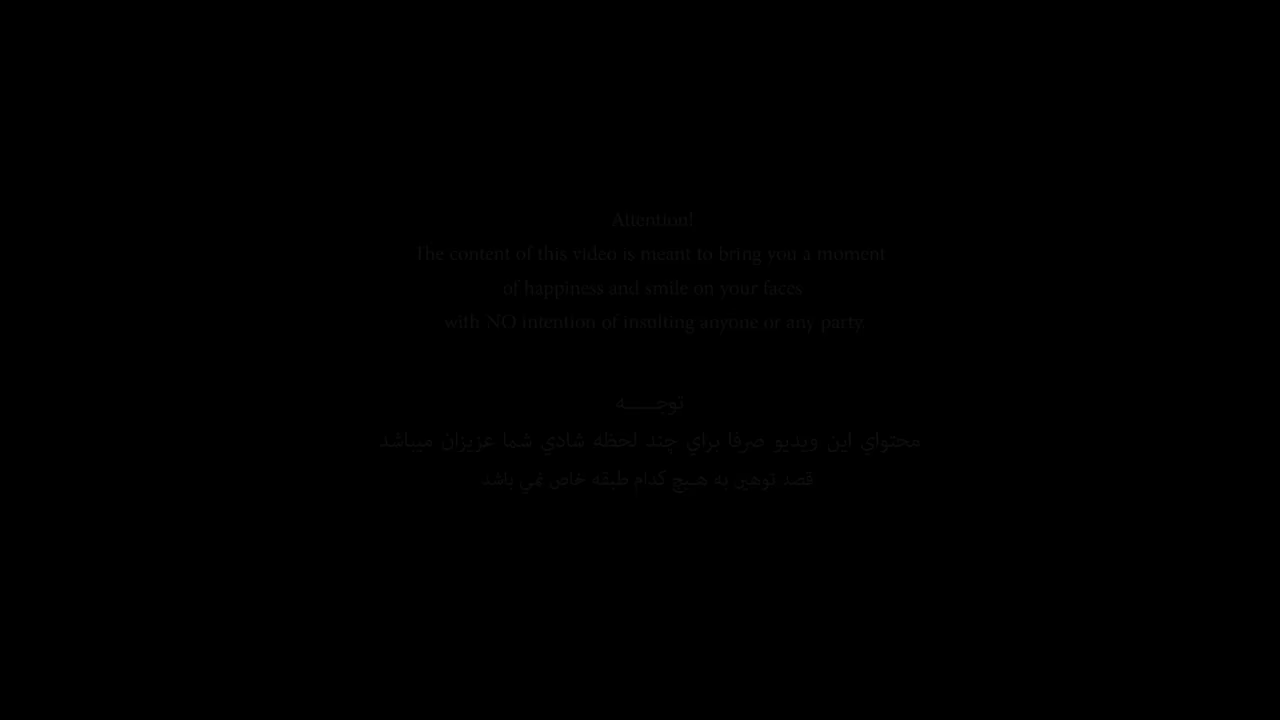 Attention!
The content of this video is meant to bring you a moment
of happiness and smile on your faces
with NO intention of insulting anyone or any party.
توجـــــه
محتواي اين ويديو صرفا براي چند لحظه شادي شما عزيزان ميباشد
قصد توهين به هيچ كدام طبقه خاص نمي باشد